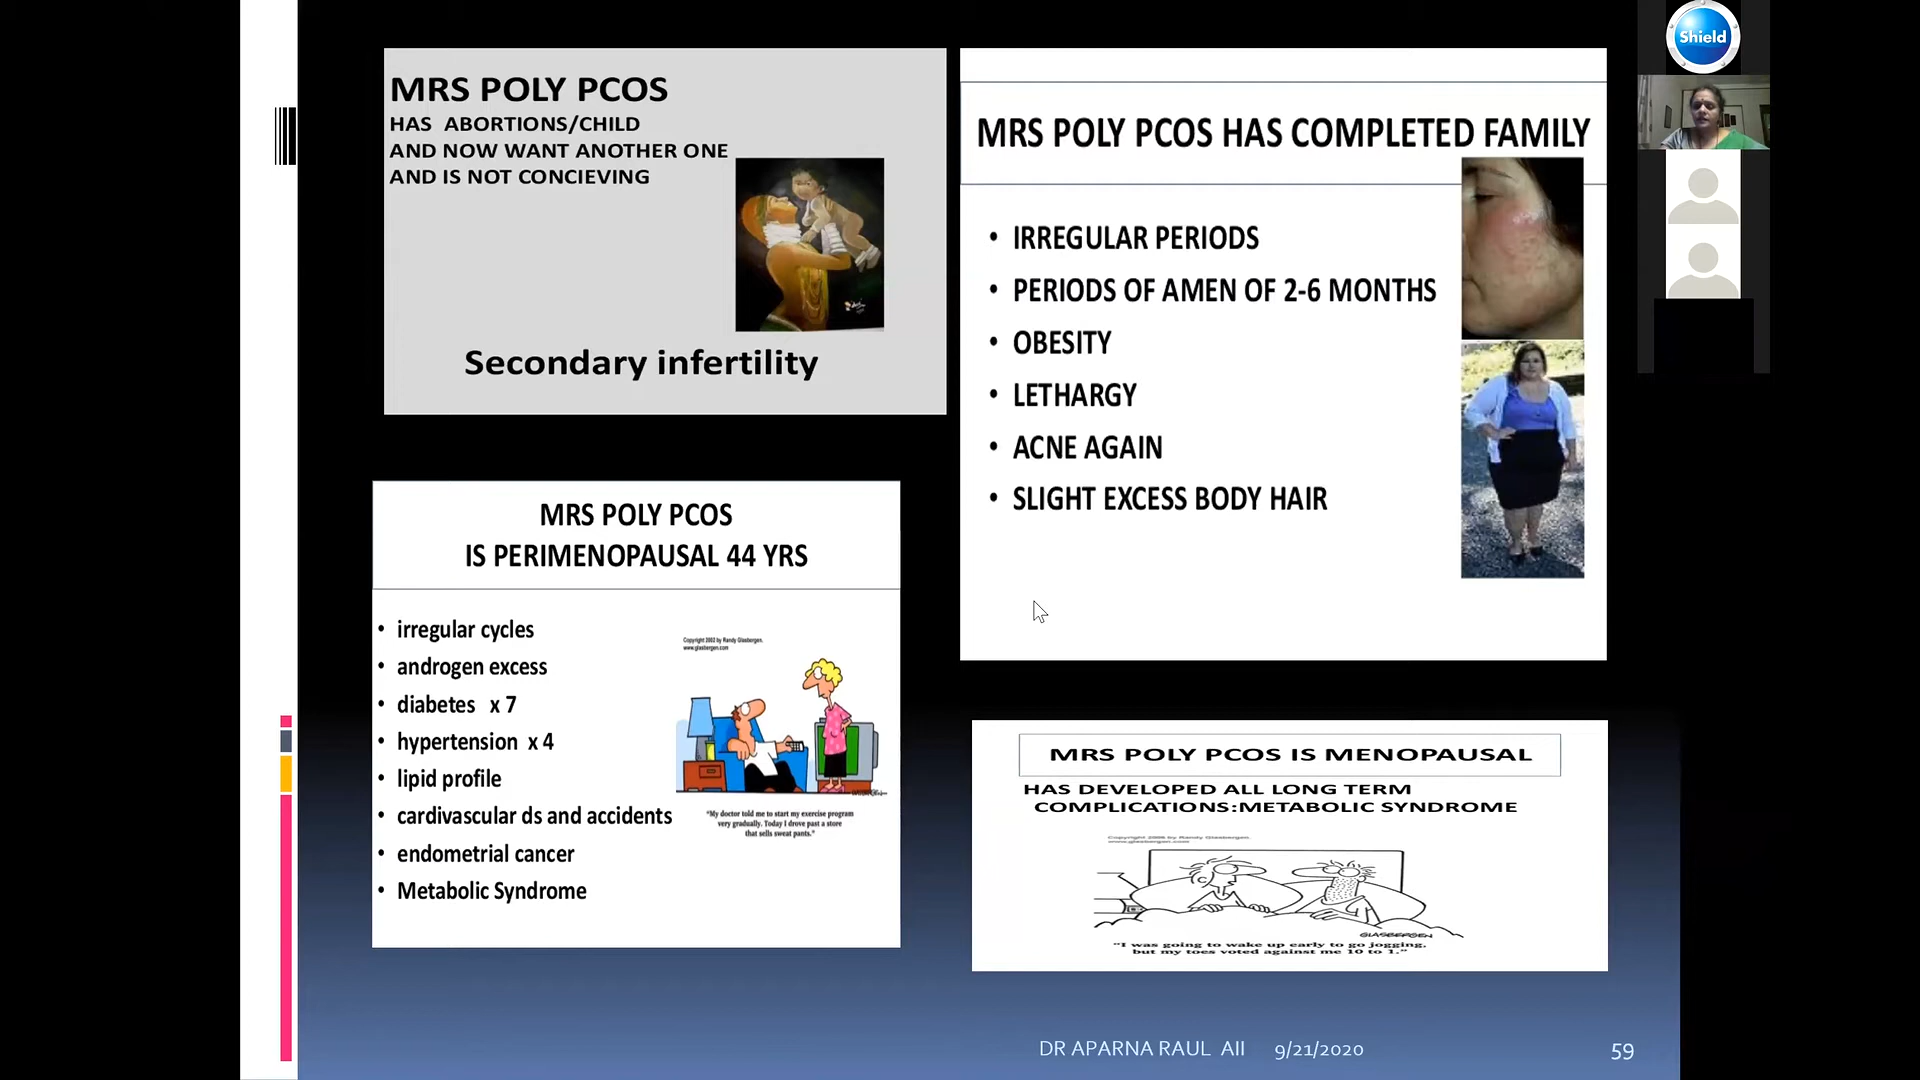 MRS POLY PCOS
HAS ABORTIONS/CHILD
AND NOW WANT ANOTHER ONE
AND IS NOT CONCIEVING
Secondary infertility
MRS POLY PCOS HAS COMPLETED FAMILY
• IRREGULAR PERIODS
• PERIODS OF AMEN OF 2-6 MONTHS
• OBESITY
• LETHARGY
• ACNE AGAIN
• SLIGHT EXCESS BODY HAIR
MRS POLY PCOS
IS PERIMENOPAUSAL 44 YRS
• irregular cycles
• androgen excess
• diabetes x 7
• hypertension x 4
• lipid profile
• cardivascular ds and accidents
• endometrial cancer
• Metabolic Syndrome
Copyright 2002 by Randy Glasbergen.
www.glasbergen.com
"My doctor told me to start my exercise program
very gradually. Today I drove past a store
that sells sweat pants."
MRS POLY PCOS IS MENOPAUSAL
HAS DEVELOPED ALL LONG TERM
COMPLICATIONS:METABOLIC SYNDROME
www.glasbergen.com
GLASBERGEN
"I was going to wake up early to go jogging,
but my toes voted against me 10 to 1."
DR APARNA RAUL AII 9/21/2020
59
Shield